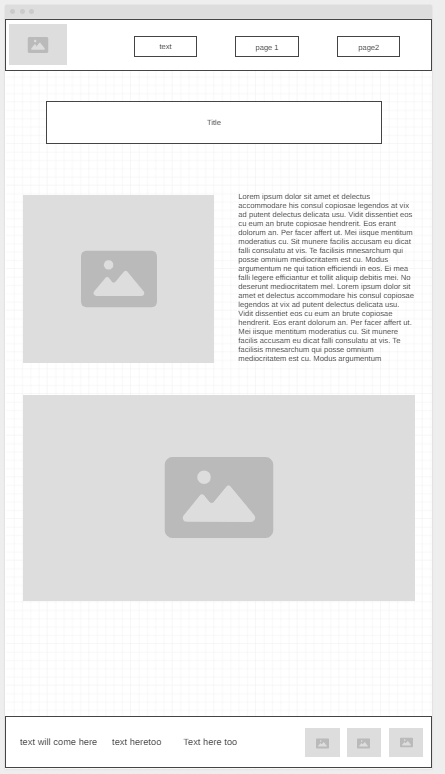 text
page 1
page2
Title
Lorem ipsum dolor sit amet et delectus
accommodare his consul copiosae legendos at vix
ad putent delectus delicata usu. Vidit dissentiet eos
cu eum an brute copiosae hendrerit. Eos erant
dolorum an. Per facer affert ut. Mei iisque mentitum
moderatius cu. Sit munere facilis accusam eu dicat
falli consulatu at vis. Te facilisis mnesarchum qui
posse omnium mediocritatem est cu. Modus
argumentum ne qui tation efficiendi in eos. Ei mea
falli legere efficiantur et tollit aliquip debitis mei. No
deserunt mediocritatem mel. Lorem ipsum dolor sit
amet et delectus accommodare his consul copiosae
legendos at vix ad putent delectus delicata usu.
Vidit dissentiet eos cu eum an brute copiosae
hendrerit. Eos erant dolorum an. Per facer affert ut.
Mei iisque mentitum moderatius cu. Sit munere
facilis accusam eu dicat falli consulatu at vis. Te
facilisis mnesarchum qui posse omnium
mediocritatem est cu. Modus argumentum
text will come here
text heretoo
Text here too